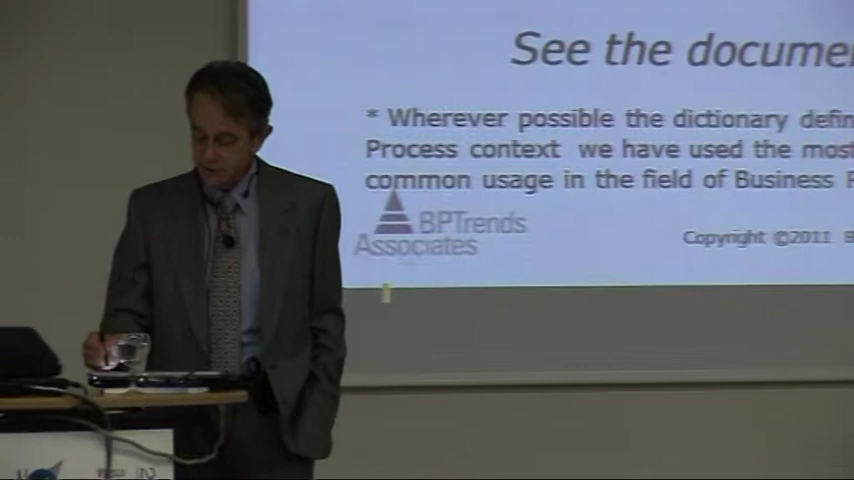 See the docume
* Wherever possible the dictionary defin
Process context we have used the most
common usage in the field of Business P
BPTrends
Associates
Copyright ©2011 B